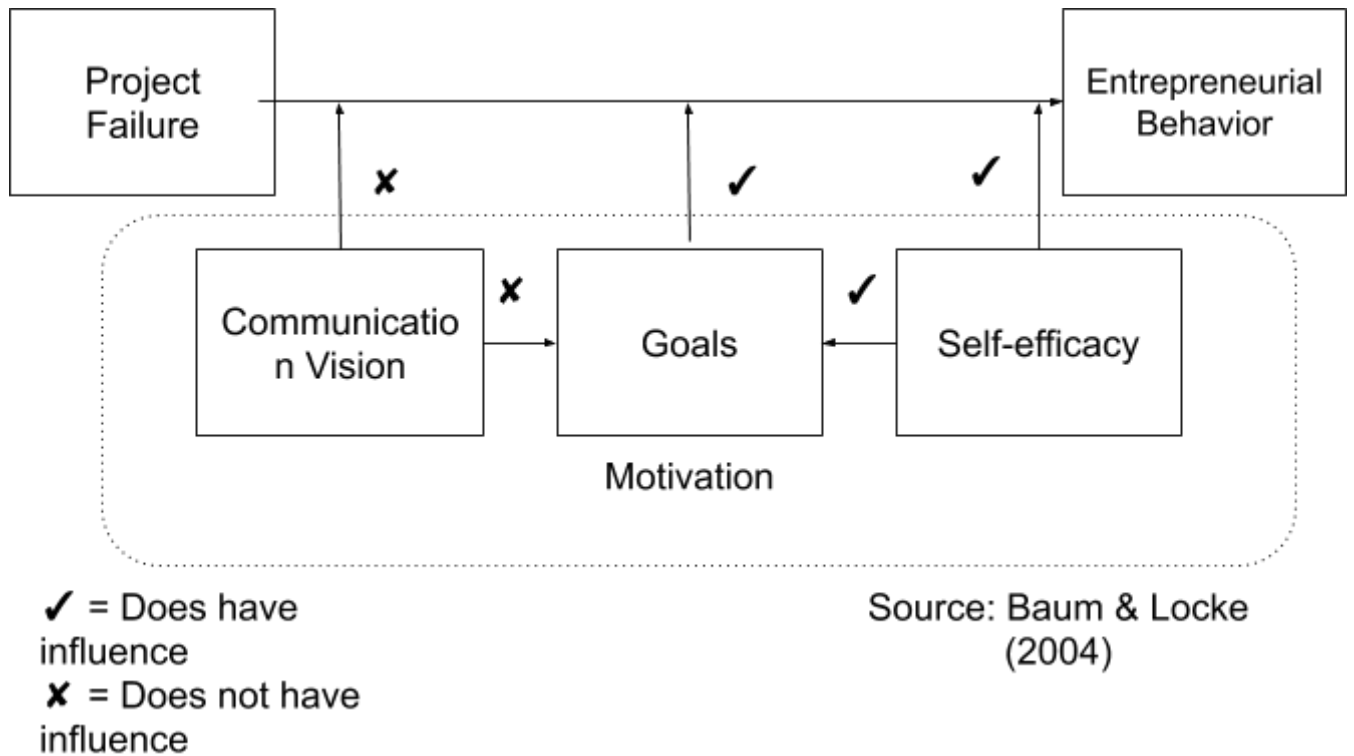 Project
Failure
Entrepreneurial
Behavior
✘
✓
✓
Communicatio
n Vision
✘
Goals
✓
Self-efficacy
Motivation
✓ = Does have
influence
✘ = Does not have
influence
Source: Baum & Locke
(2004)